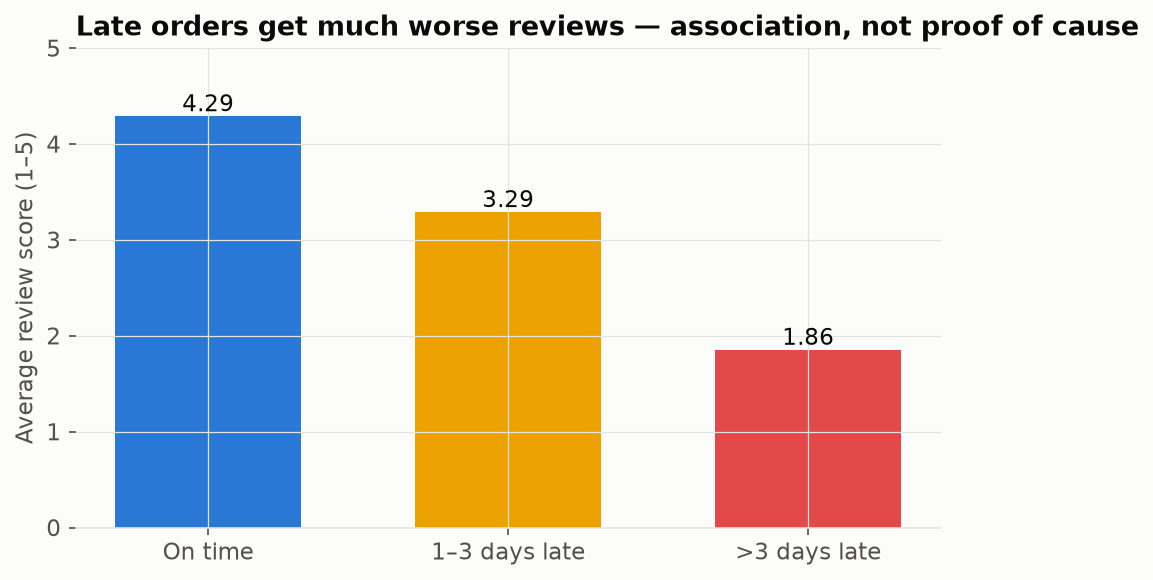 Late orders get much worse reviews — association, not proof of cause
Average review score (1–5)
5
4
3
2
1
0
4.29
3.29
1.86
On time
1–3 days late
>3 days late